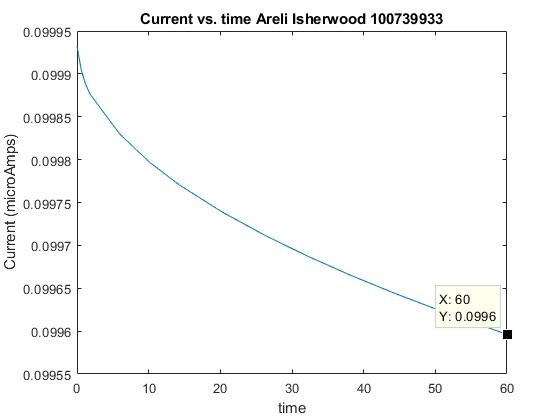 Current vs. time Areli Isherwood 100739933
0.09995
0.0999
0.09985
0.0998
0.09975
0.0997
0.09965
0.0996
0.09955
Current (microAmps)
X: 60
Y: 0.0996
0 10 20 30 40 50 60
time